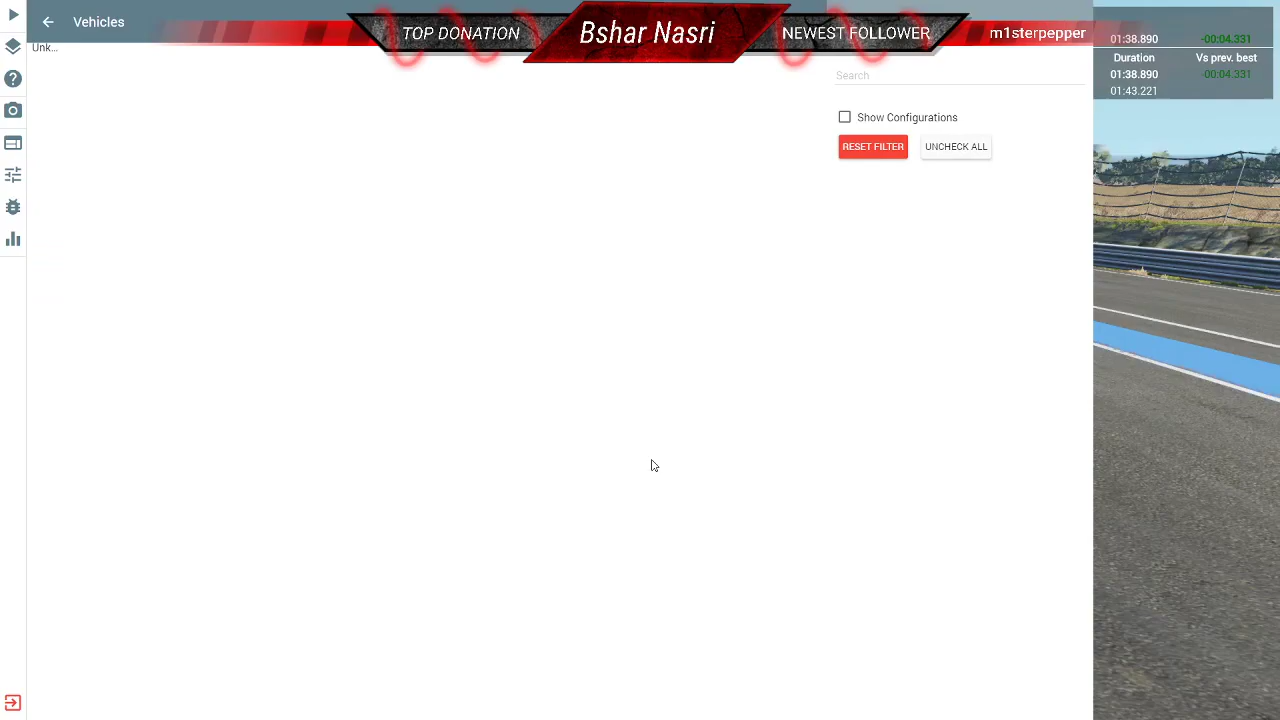 Vehicles
TOP DONATION
Bshar Nasri
NEWEST FOLLOWER
m1sterpepper
Unk...
Search
Show Configurations
RESET FILTER
UNCHECK ALL
01:38.890 -00:04.331
Duration Vs prev. best
01:38.890 -00:04.331
01:43.221